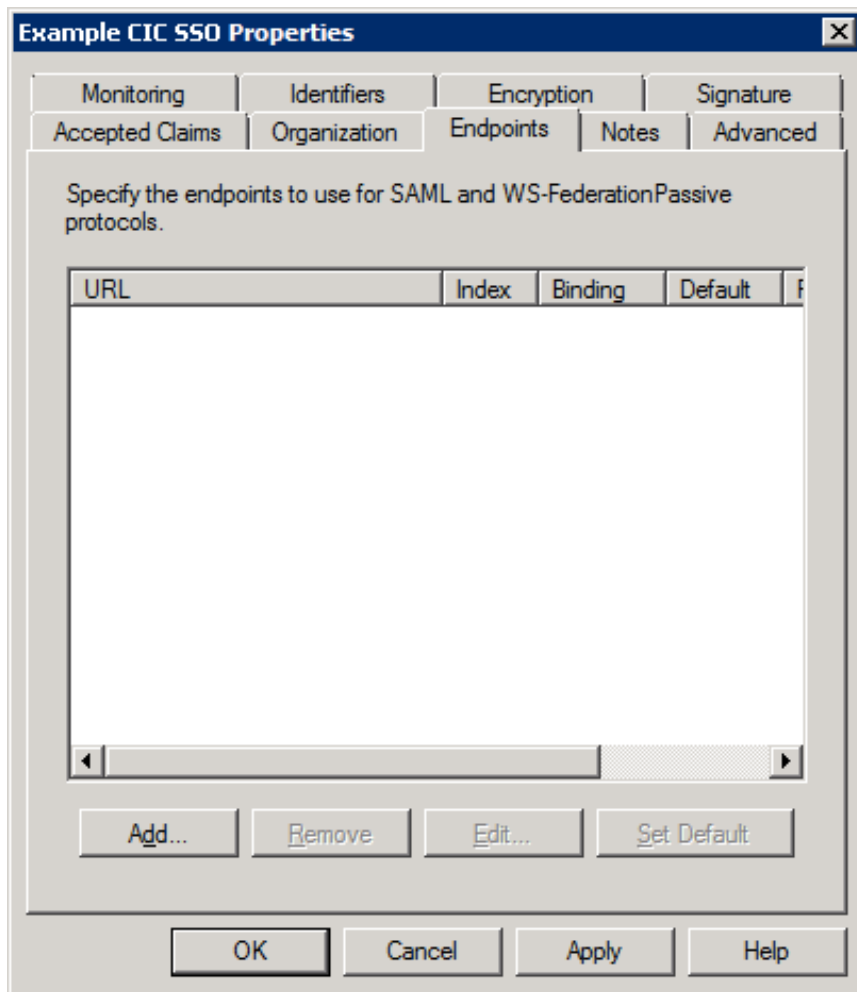 Example CIC SSO Properties
Monitoring Identifiers Encryption Signature
Accepted Claims Organization Endpoints Notes Advanced
Specify the endpoints to use for SAML and WS-FederationPassive
protocols.
URL Index Binding Default
Add... Remove Edit... Set Default
OK Cancel Apply Help